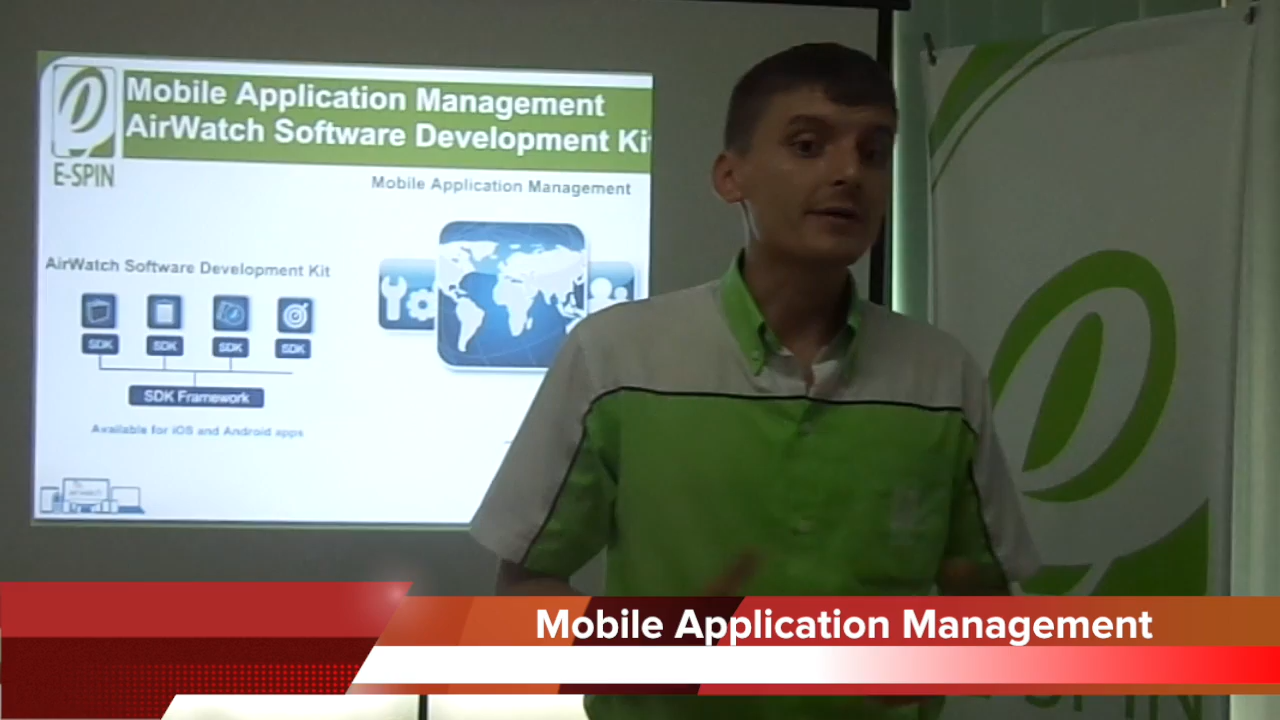 Mobile Application Management
AirWatch Software Development Ki
E-SPIN
Mobile Application Management
AirWatch Software Development Kit
SDK SDK SDK SDK
SDK Framework
Available for iOS and Android apps
Mobile Application Management